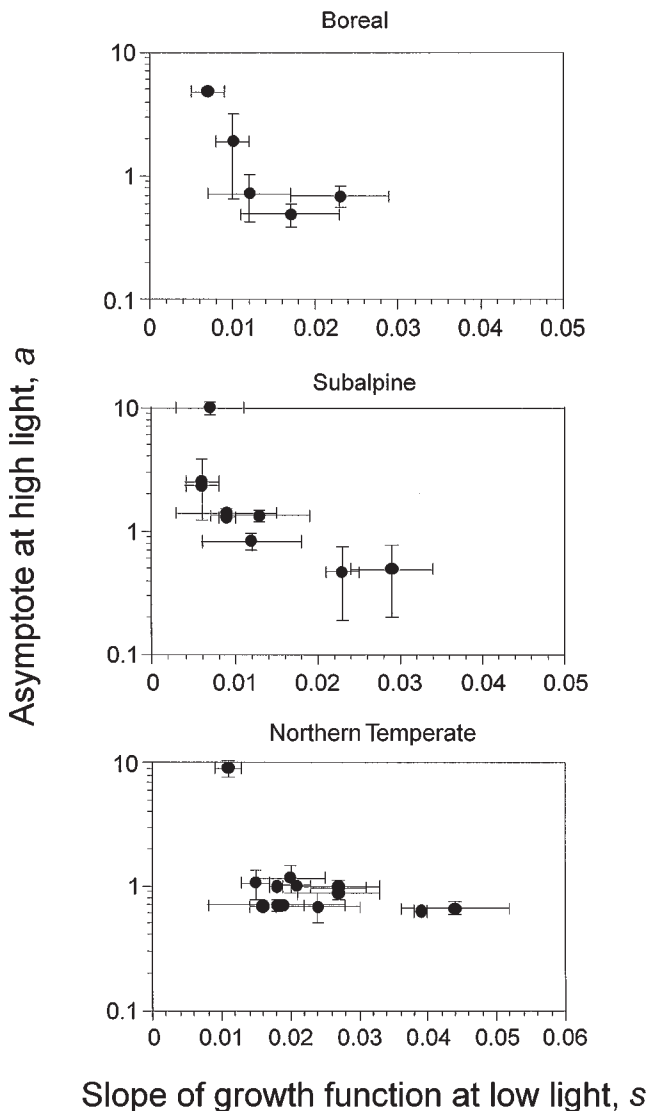 Boreal
10
1
0.1
0 0.01 0.02 0.03 0.04 0.05
Subalpine
10
1
0.1
0 0.01 0.02 0.03 0.04 0.05
Northern Temperate
10
1
0.1
0 0.01 0.02 0.03 0.04 0.05 0.06
Asymptote at high light, a
Slope of growth function at low light, s